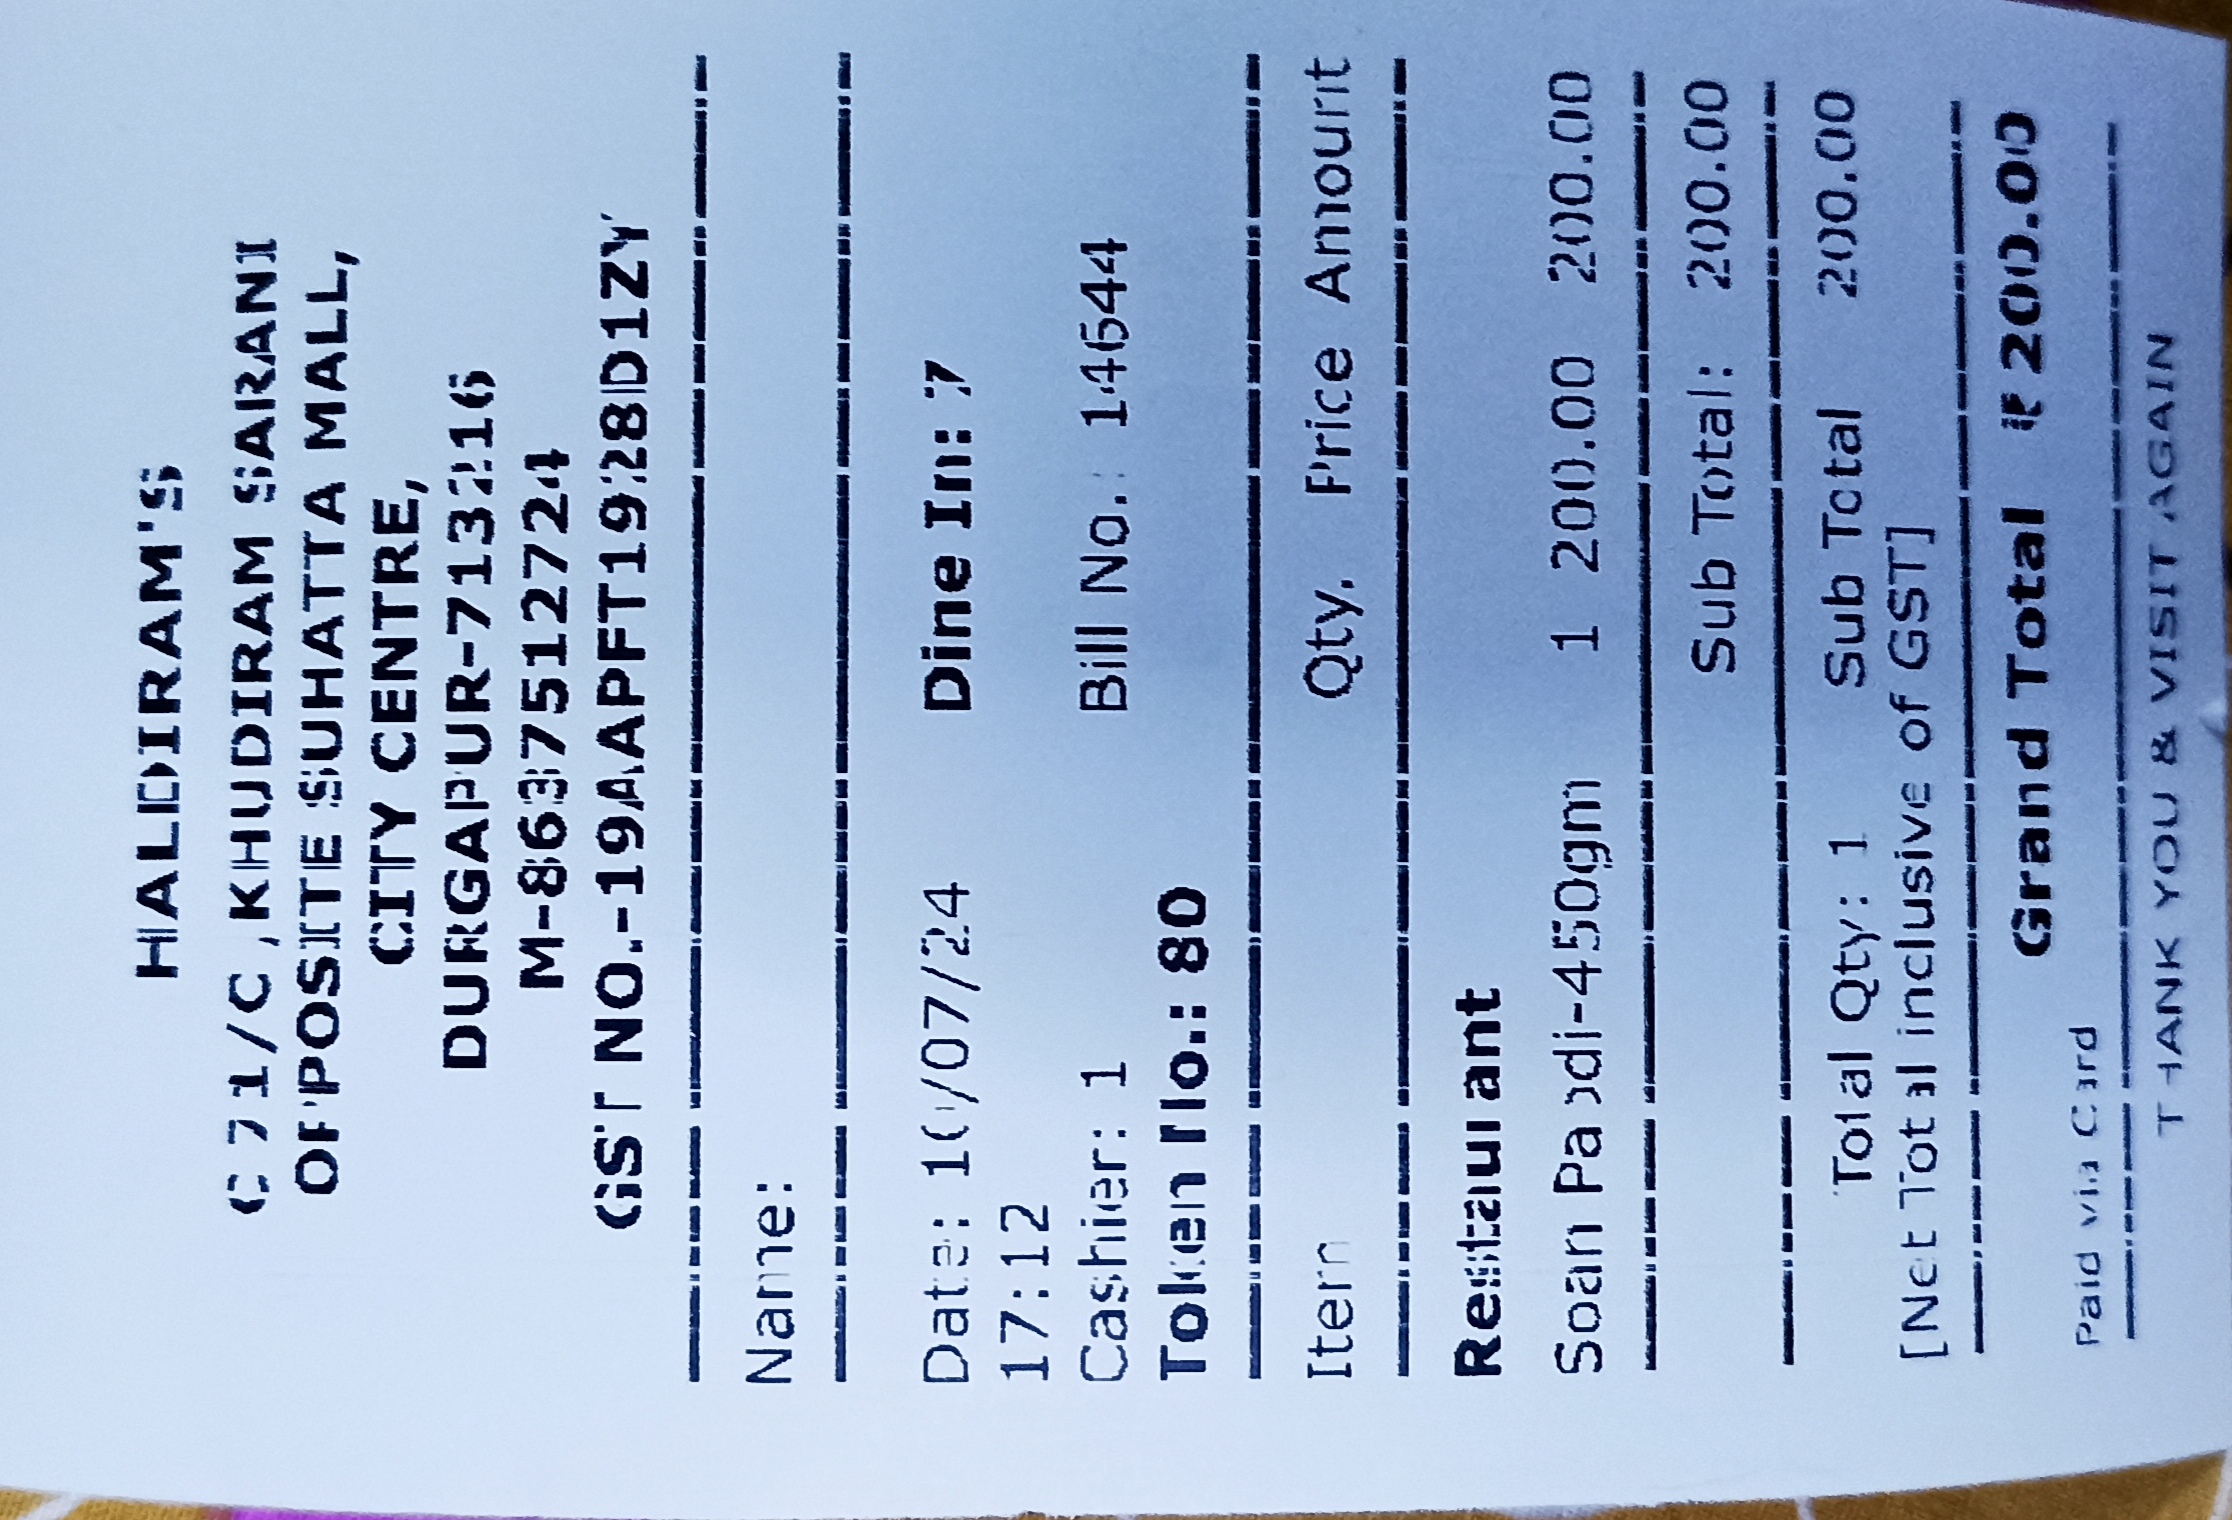 HALDIRAM'S
C 71/C ,KHUDIRAM SARANI
OPPOSITE SUHATTA MALL,
CITY CENTRE,
DURGAPUR-713216
M-8637512724
GST NO.-19AAPFT1928D1ZY
Name:
Date: 10/07/24 Dine In: 7
17:12
Cashier: 1 Bill No.: 14644
Token No.: 80
Item Qty. Price Amount
Restaurant
Soan Papdi-450gm 1 200.00 200.00
Sub Total: 200.00
Total Qty: 1 Sub Total 200.00
[Net Total inclusive of GST]
Grand Total ₹ 200.00
Paid via Card
THANK YOU & VISIT AGAIN